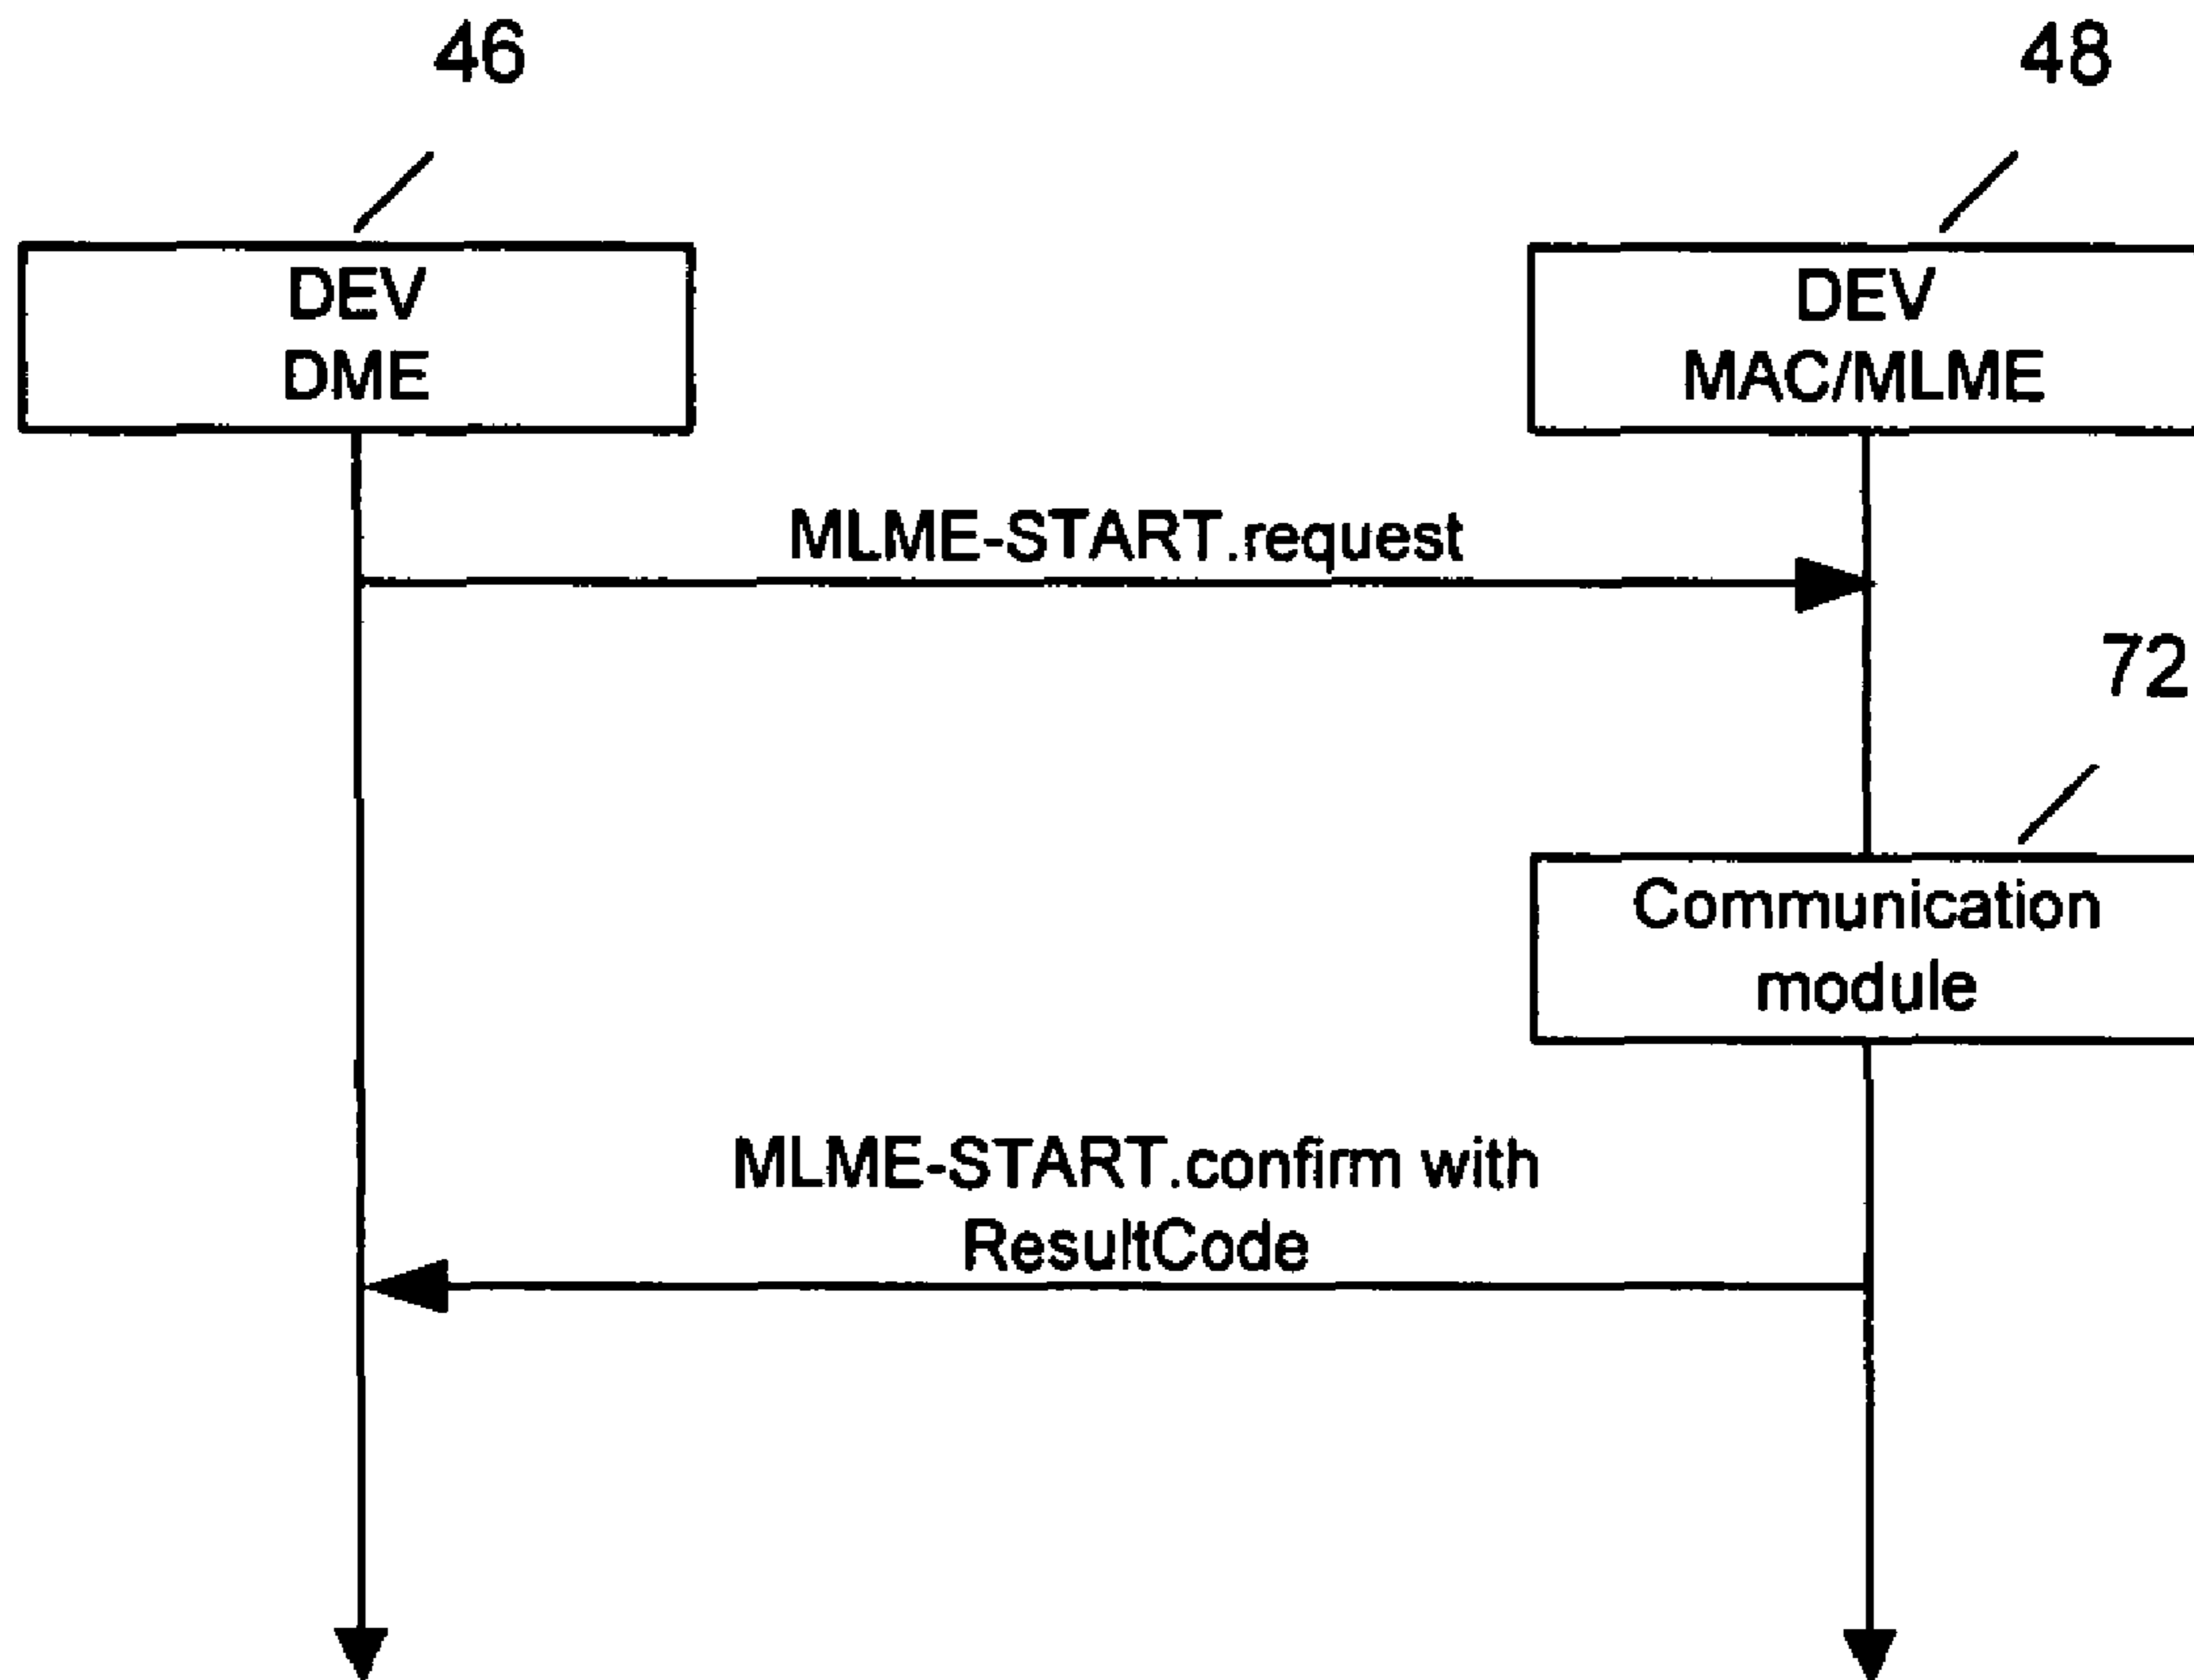 46
48
DEV
DME
DEV
MAC/MLME
MLME-START.request
72
Communication
module
MLME-START.confirm with
ResultCode